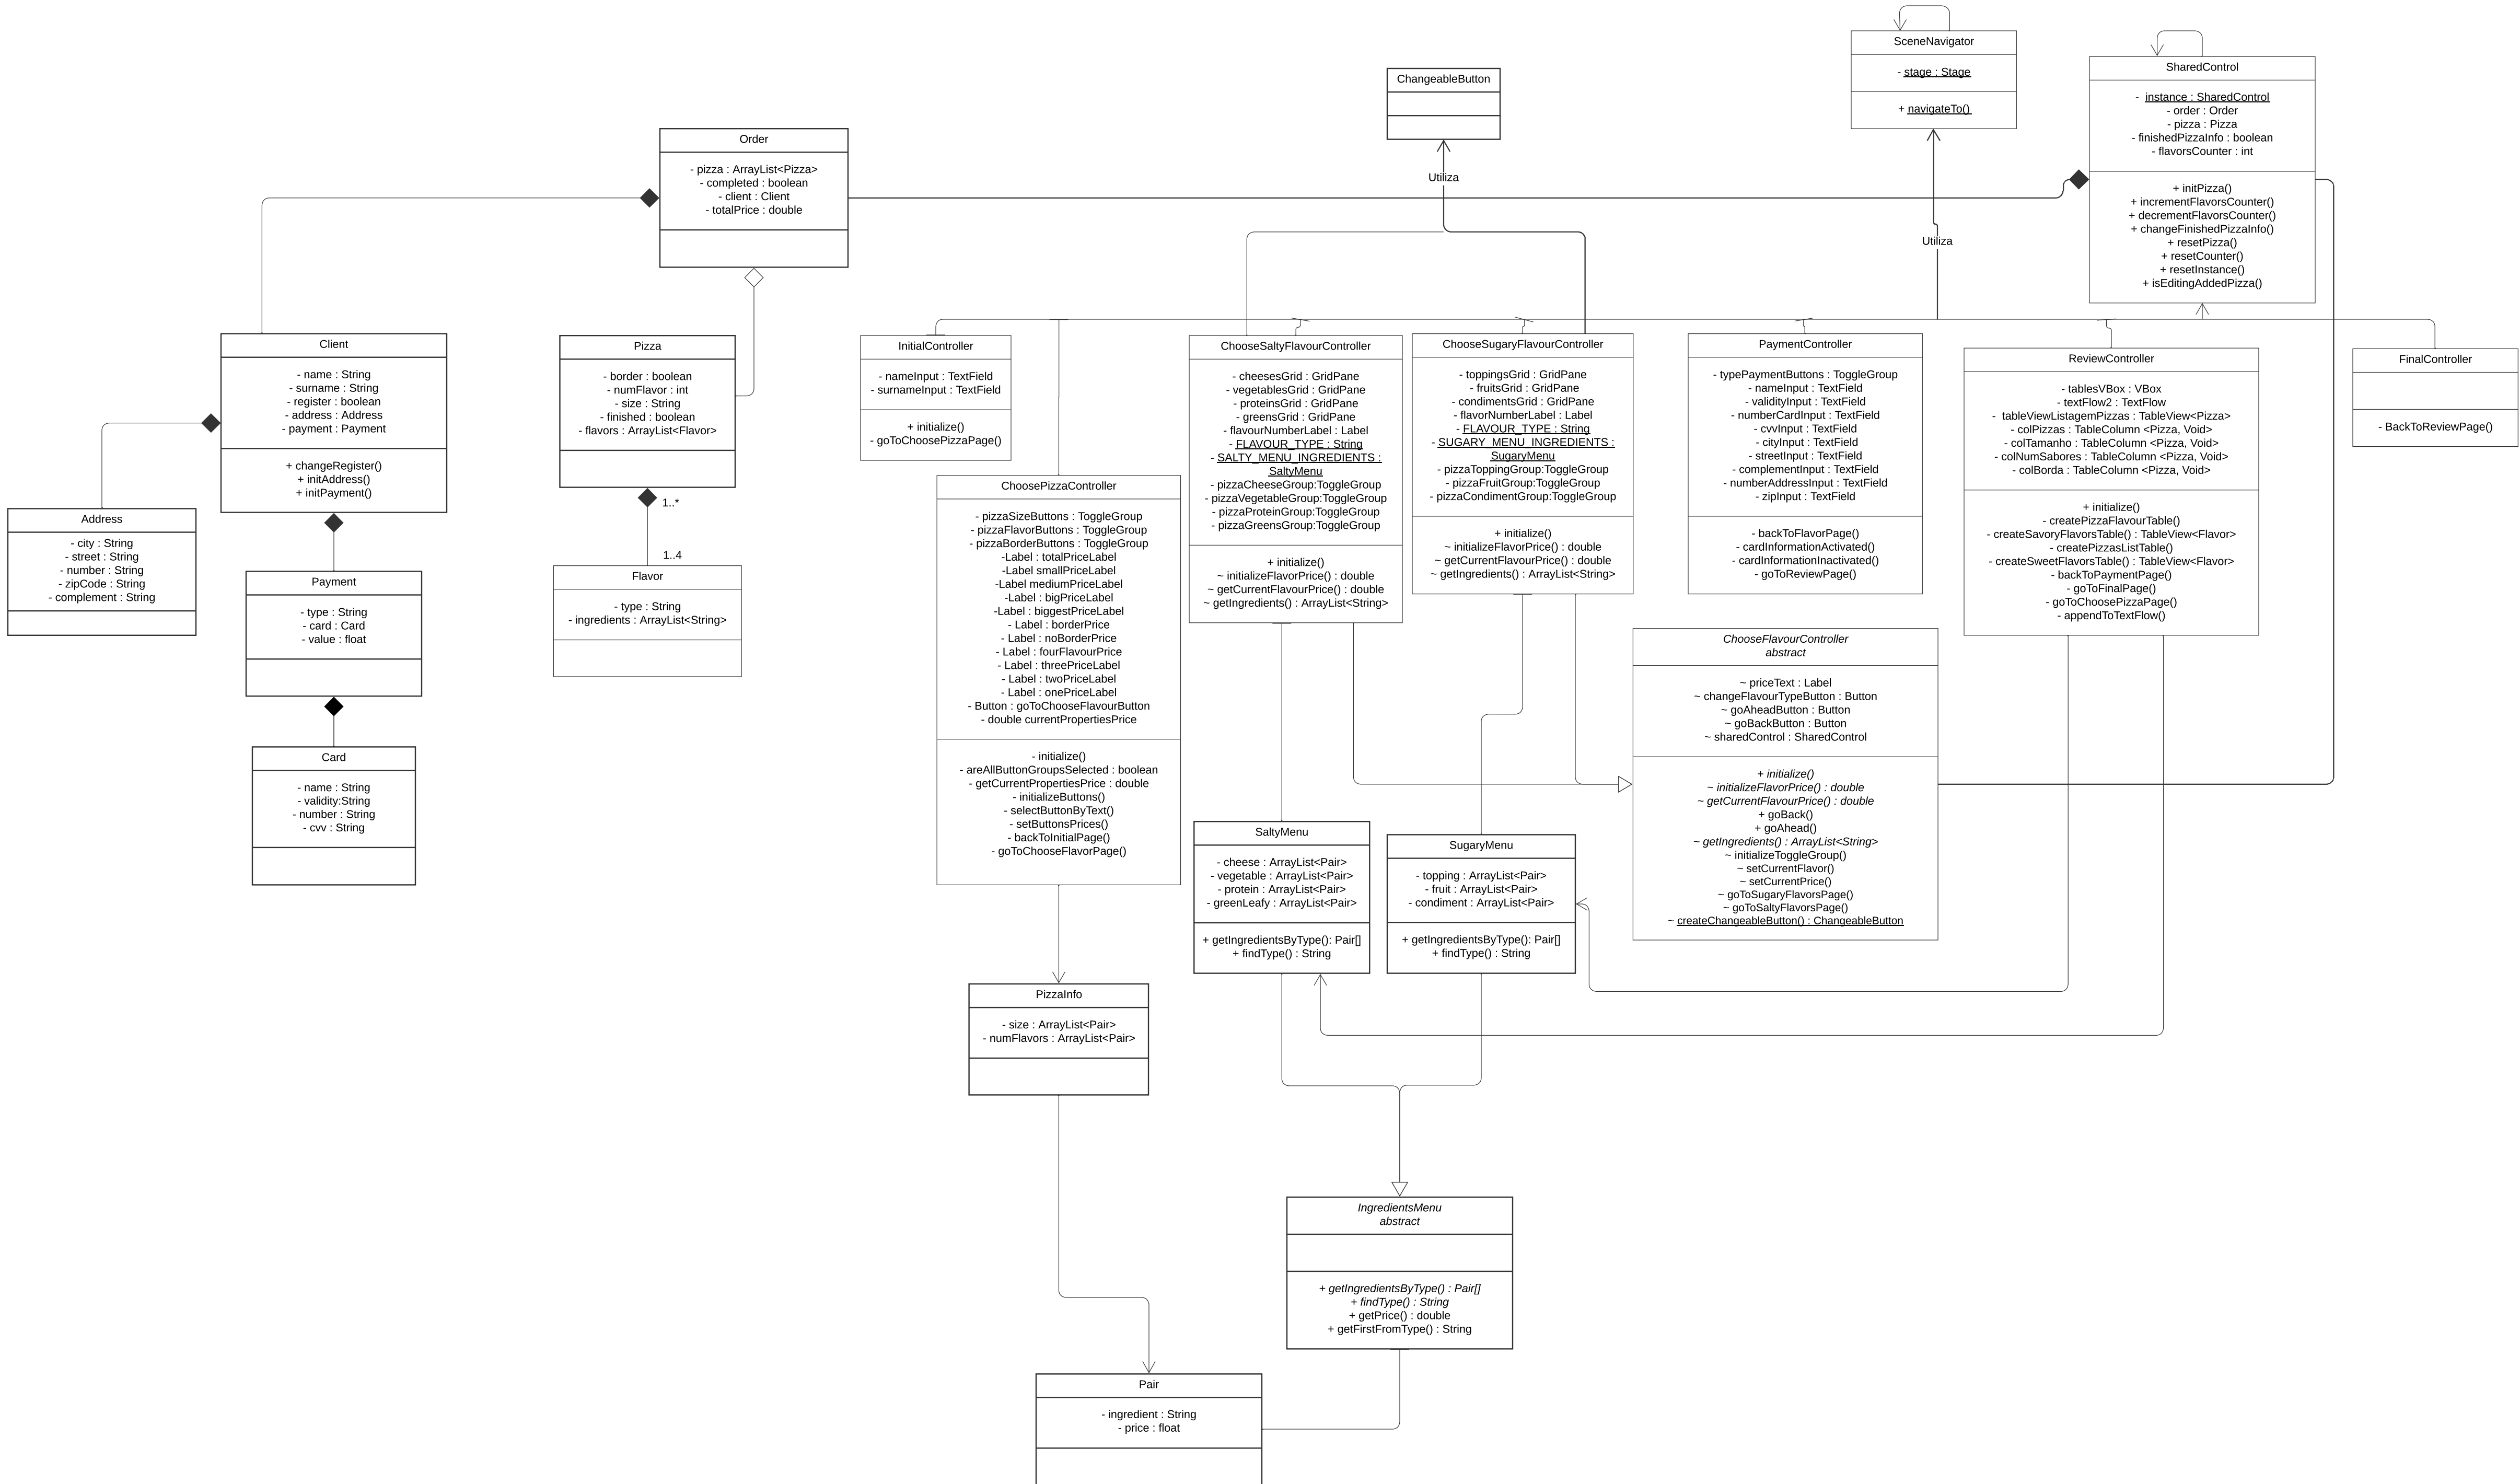 SceneNavigator
- stage : Stage
+ navigateTo()
SharedControl
- instance : SharedControl
- order : Order
- pizza : Pizza
- finishedPizzaInfo : boolean
- flavorsCounter : int
+ initPizza()
+ incrementFlavorsCounter()
+ decrementFlavorsCounter()
+ changeFinishedPizzaInfo()
+ resetPizza()
+ resetCounter()
+ resetInstance()
+ isEditingAddedPizza()
ChangeableButton
Utiliza
Utiliza
Order
- pizza : ArrayList<Pizza>
- completed : boolean
- client : Client
- totalPrice : double
Client
- name : String
- surname : String
- register : boolean
- address : Address
- payment : Payment
+ changeRegister()
+ initAddress()
+ initPayment()
Pizza
- border : boolean
- numFlavor : int
- size : String
- finished : boolean
- flavors : ArrayList<Flavor>
1..*
1..4
Flavor
- type : String
- ingredients : ArrayList<String>
Address
- city : String
- street : String
- number : String
- zipCode : String
- complement : String
Payment
- type : String
- card : Card
- value : float
Card
- name : String
- validity:String
- number : String
- cvv : String
InitialController
- nameInput : TextField
- surnameInput : TextField
+ initialize()
- goToChoosePizzaPage()
ChoosePizzaController
- pizzaSizeButtons : ToggleGroup
- pizzaFlavorButtons : ToggleGroup
- pizzaBorderButtons : ToggleGroup
-Label : totalPriceLabel
-Label smallPriceLabel
-Label mediumPriceLabel
-Label : bigPriceLabel
-Label : biggestPriceLabel
- Label : borderPrice
- Label : noBorderPrice
- Label : fourFlavourPrice
- Label : threePriceLabel
- Label : twoPriceLabel
- Label : onePriceLabel
- Button : goToChooseFlavourButton
- double currentPropertiesPrice
- initialize()
- areAllButtonGroupsSelected : boolean
- getCurrentPropertiesPrice : double
- initializeButtons()
- selectButtonByText()
- setButtonsPrices()
- backToInitialPage()
- goToChooseFlavorPage()
ChooseSaltyFlavourController
- cheesesGrid : GridPane
- vegetablesGrid : GridPane
- proteinsGrid : GridPane
- greensGrid : GridPane
- flavourNumberLabel : Label
- FLAVOUR_TYPE : String
- SALTY_MENU_INGREDIENTS :
SaltyMenu
- pizzaCheeseGroup:ToggleGroup
- pizzaVegetableGroup:ToggleGroup
- pizzaProteinGroup:ToggleGroup
- pizzaGreensGroup:ToggleGroup
+ initialize()
~ initializeFlavorPrice() : double
~ getCurrentFlavourPrice() : double
~ getIngredients() : ArrayList<String>
ChooseSugaryFlavourController
- toppingsGrid : GridPane
- fruitsGrid : GridPane
- condimentsGrid : GridPane
- flavorNumberLabel : Label
- FLAVOUR_TYPE : String
- SUGARY_MENU_INGREDIENTS :
SugaryMenu
- pizzaToppingGroup:ToggleGroup
- pizzaFruitGroup:ToggleGroup
- pizzaCondimentGroup:ToggleGroup
+ initialize()
~ initializeFlavorPrice() : double
~ getCurrentFlavourPrice() : double
~ getIngredients() : ArrayList<String>
PaymentController
- typePaymentButtons : ToggleGroup
- nameInput : TextField
- validityInput : TextField
- numberCardInput : TextField
- cvvInput : TextField
- cityInput : TextField
- streetInput : TextField
- complementInput : TextField
- numberAddressInput : TextField
- zipInput : TextField
- backToFlavorPage()
- cardInformationActivated()
- cardInformationInactivated()
- goToReviewPage()
ReviewController
- tablesVBox : VBox
- textFlow2 : TextFlow
- tableViewListagemPizzas : TableView<Pizza>
- colPizzas : TableColumn <Pizza, Void>
- colTamanho : TableColumn <Pizza, Void>
- colNumSabores : TableColumn <Pizza, Void>
- colBorda : TableColumn <Pizza, Void>
+ initialize()
- createPizzaFlavourTable()
- createSavoryFlavorsTable() : TableView<Flavor>
- createPizzasListTable()
- createSweetFlavorsTable() : TableView<Flavor>
- backToPaymentPage()
- goToFinalPage()
- goToChoosePizzaPage()
- appendToTextFlow()
FinalController
- BackToReviewPage()
ChooseFlavourController
abstract
~ priceText : Label
~ changeFlavourTypeButton : Button
~ goAheadButton : Button
~ goBackButton : Button
~ sharedControl : SharedControl
+ initialize()
~ initializeFlavorPrice() : double
~ getCurrentFlavourPrice() : double
+ goBack()
+ goAhead()
~ getIngredients() : ArrayList<String>
~ initializeToggleGroup()
~ setCurrentFlavor()
~ setCurrentPrice()
~ goToSugaryFlavorsPage()
~ goToSaltyFlavorsPage()
~ createChangeableButton() : ChangeableButton
SaltyMenu
- cheese : ArrayList<Pair>
- vegetable : ArrayList<Pair>
- protein : ArrayList<Pair>
- greenLeafy : ArrayList<Pair>
+ getIngredientsByType(): Pair[]
+ findType() : String
SugaryMenu
- topping : ArrayList<Pair>
- fruit : ArrayList<Pair>
- condiment : ArrayList<Pair>
+ getIngredientsByType(): Pair[]
+ findType() : String
PizzaInfo
- size : ArrayList<Pair>
- numFlavors : ArrayList<Pair>
IngredientsMenu
abstract
+ getIngredientsByType() : Pair[]
+ findType() : String
+ getPrice() : double
+ getFirstFromType() : String
Pair
- ingredient : String
- price : float